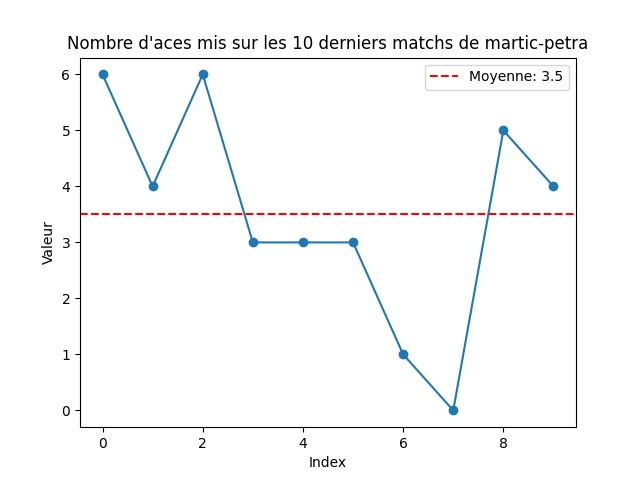 Nombre d'aces mis sur les 10 derniers matchs de martic-petra
Moyenne: 3.5
6
5
4
3
2
1
0
Valeur
0 2 4 6 8
Index